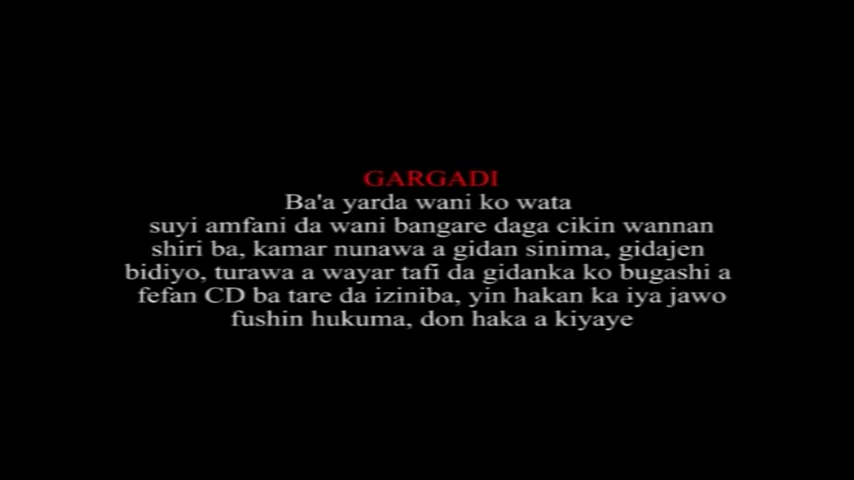 GARGADI
Ba'a yarda wani ko wata
suyi amfani da wani bangare daga cikin wannan
shiri ba, kamar nunawa a gidan sinima, gidajen
bidiyo, turawa a wayar tafi da gidanka ko bugashi a
fefan CD ba tare da iziniba, yin hakan ka iya jawo
fushin hukuma, don haka a kiyaye